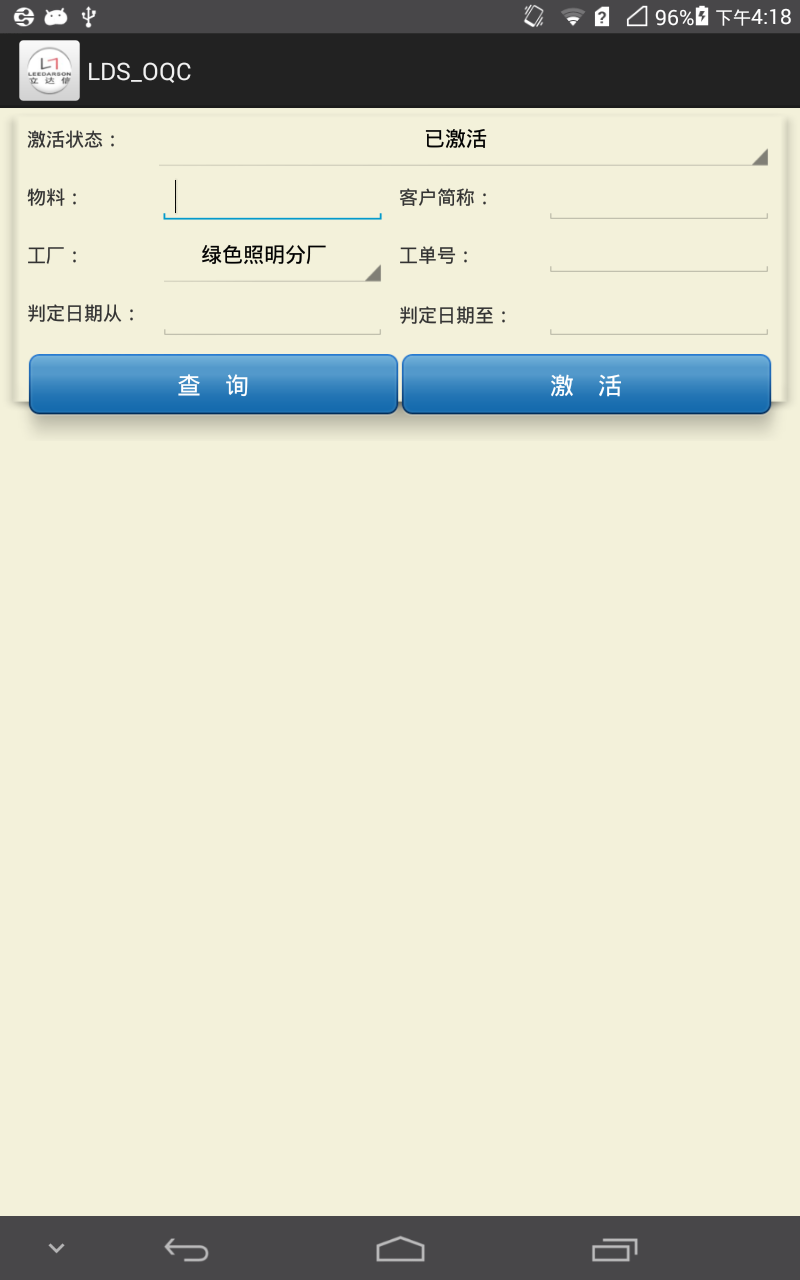 96% 下午4:18
LEEDARSON
立达信
LDS_OQC
激活状态： 已激活
物料： 客户简称：
工厂： 绿色照明分厂 工单号：
判定日期从： 判定日期至：
查 询 激 活